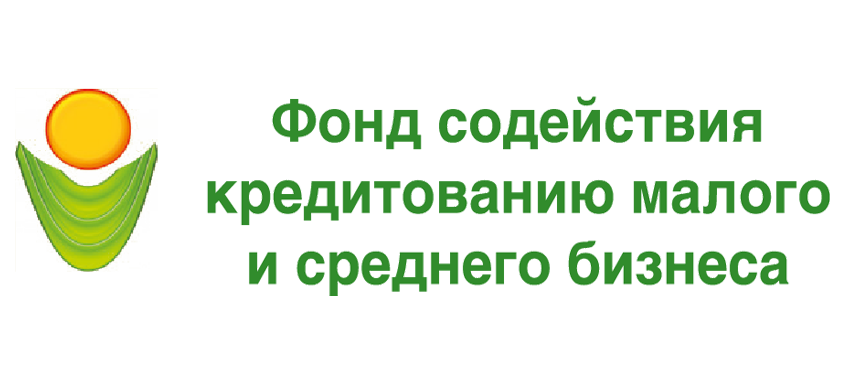 Фонд содействия
кредитованию малого
и среднего бизнеса